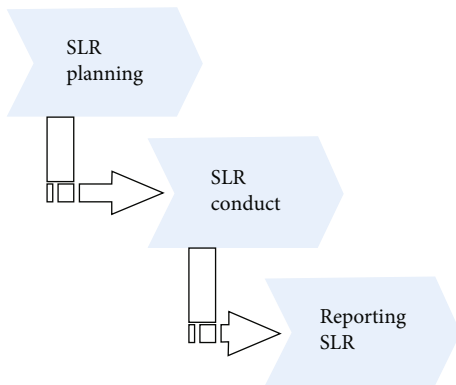 SLR
planning
SLR
conduct
Reporting
SLR